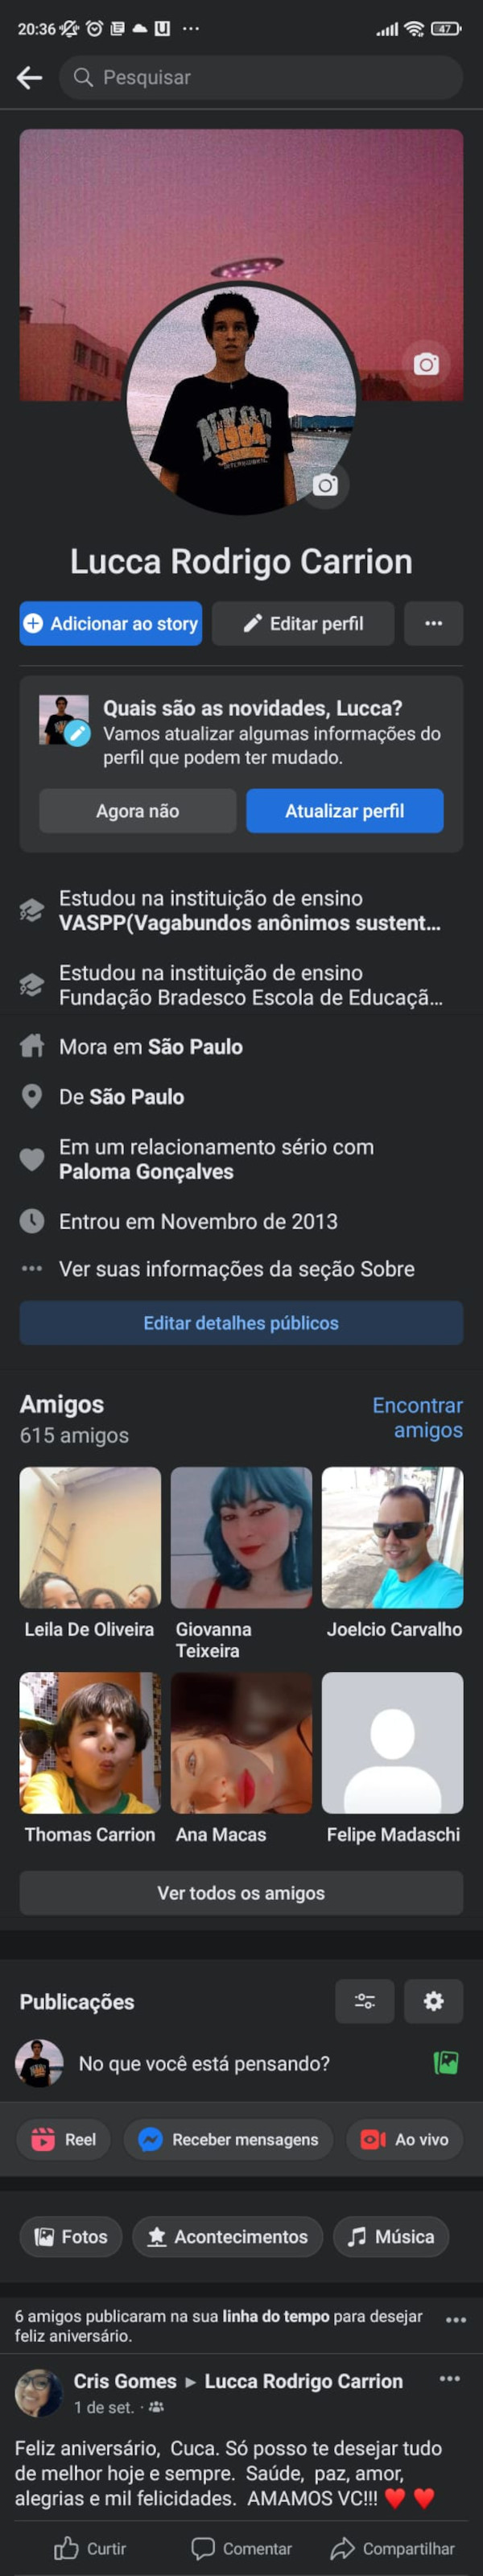 20:36
47
Pesquisar
NYC
1984
INTERNATIONAL
Lucca Rodrigo Carrion
Adicionar ao story
Editar perfil
Quais são as novidades, Lucca?
Vamos atualizar algumas informações do
perfil que podem ter mudado.
Agora não
Atualizar perfil
Estudou na instituição de ensino
VASPP(Vagabundos anônimos sustent...
Estudou na instituição de ensino
Fundação Bradesco Escola de Educaçã...
Mora em São Paulo
De São Paulo
Em um relacionamento sério com
Paloma Gonçalves
Entrou em Novembro de 2013
Ver suas informações da seção Sobre
Editar detalhes públicos
Amigos
615 amigos
Encontrar
amigos
Leila De Oliveira
Giovanna
Teixeira
Joelcio Carvalho
Thomas Carrion
Ana Macas
Felipe Madaschi
Ver todos os amigos
Publicações
No que você está pensando?
Reel
Receber mensagens
Ao vivo
Fotos
Acontecimentos
Música
6 amigos publicaram na sua linha do tempo para desejar
feliz aniversário.
Cris Gomes ▸ Lucca Rodrigo Carrion
1 de set. ·
Feliz aniversário, Cuca. Só posso te desejar tudo
de melhor hoje e sempre. Saúde, paz, amor,
alegrias e mil felicidades. AMAMOS VC!!! ❤️ ❤️
Curtir
Comentar
Compartilhar